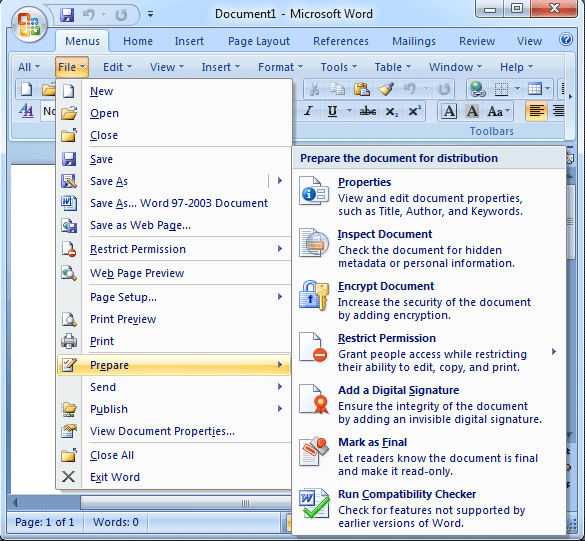 Document1 - Microsoft Word
Menus Home Insert Page Layout References Mailings Review View
All File Edit View Insert Format Tools Table Window Help
No
I U abc x₂ x² A A Aa
Toolbars
New
Open
Close
Save
Save As
Save As... Word 97-2003 Document
Save as Web Page...
Restrict Permission
Web Page Preview
Page Setup...
Print Preview
Print
Prepare
Send
Publish
View Document Properties...
Close All
Exit Word
Prepare the document for distribution
Properties
View and edit document properties,
such as Title, Author, and Keywords.
Inspect Document
Check the document for hidden
metadata or personal information.
Encrypt Document
Increase the security of the document
by adding encryption.
Restrict Permission
Grant people access while restricting
their ability to edit, copy, and print.
Add a Digital Signature
Ensure the integrity of the document
by adding an invisible digital signature.
Mark as Final
Let readers know the document is final
and make it read-only.
Run Compatibility Checker
Check for features not supported by
earlier versions of Word.
Page: 1 of 1 Words: 0